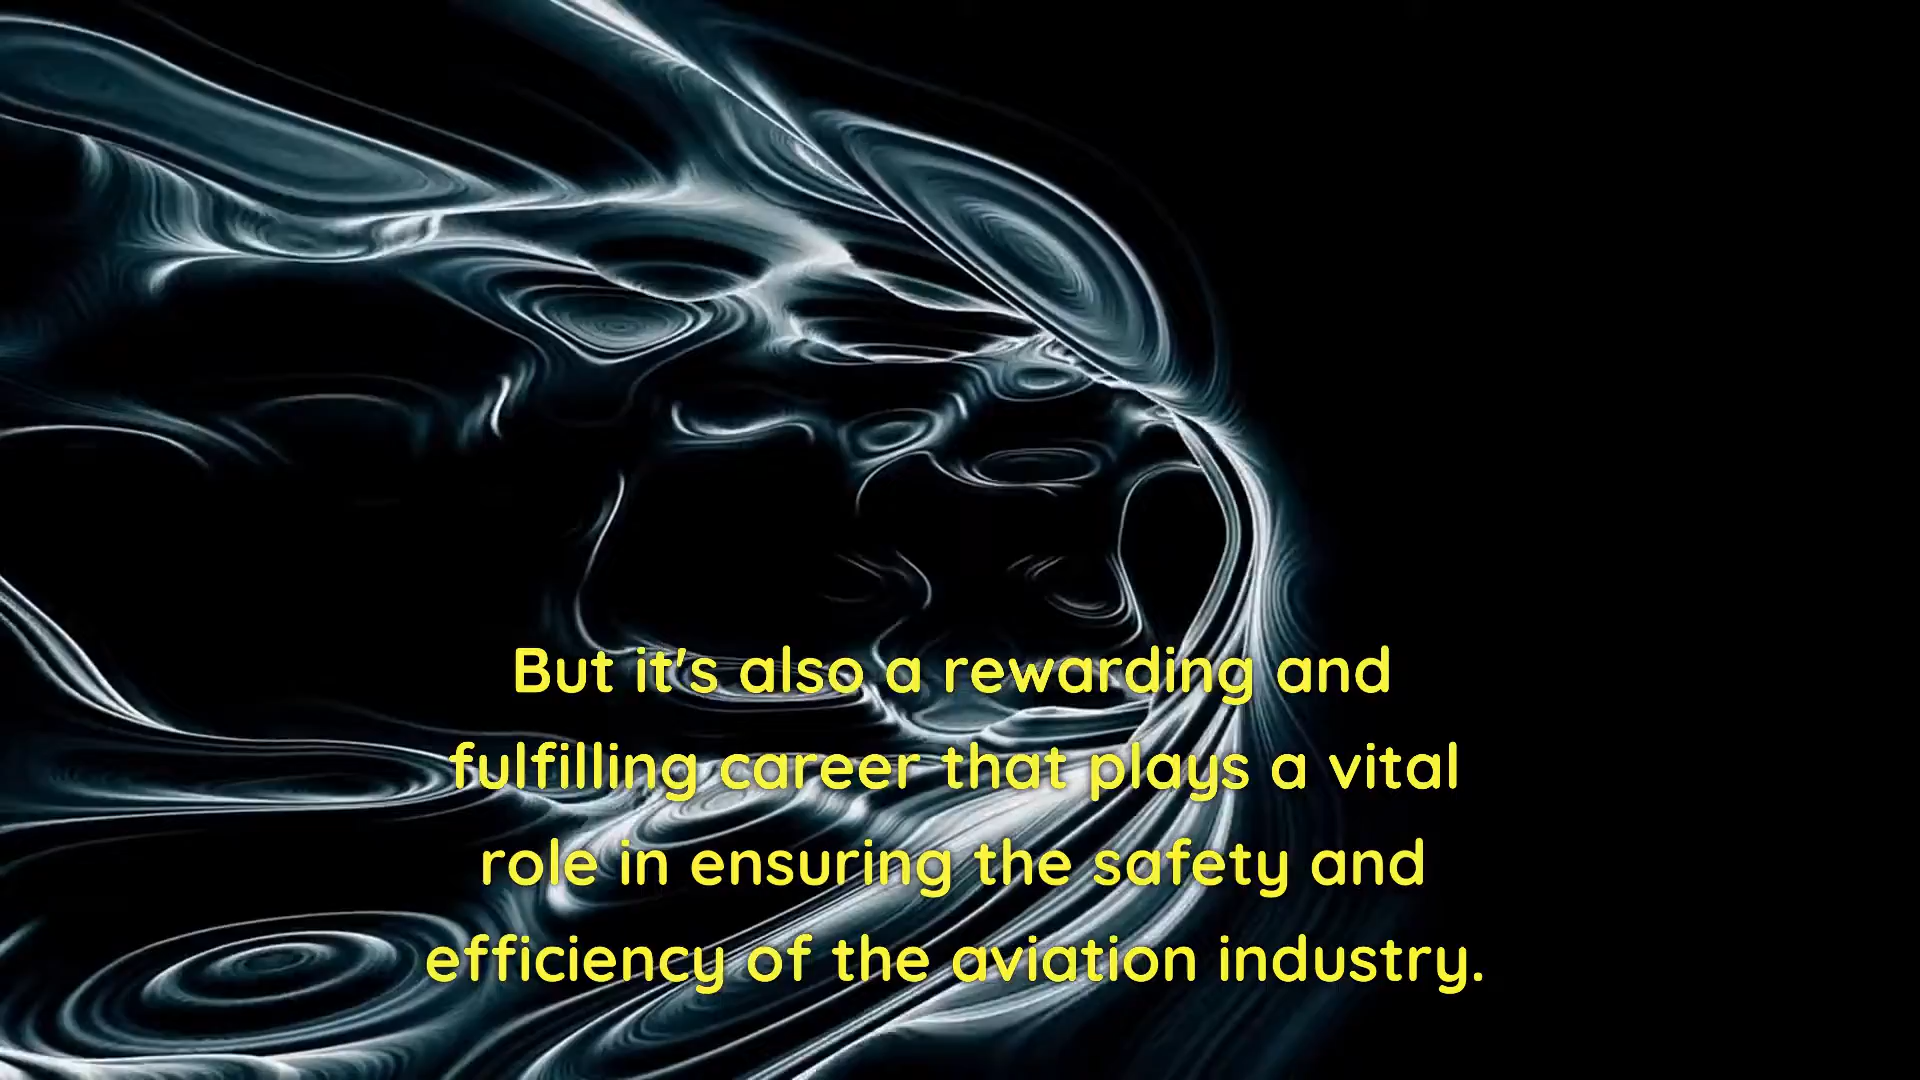 But it's also a rewarding and
fulfilling career that plays a vital
role in ensuring the safety and
efficiency of the aviation industry.